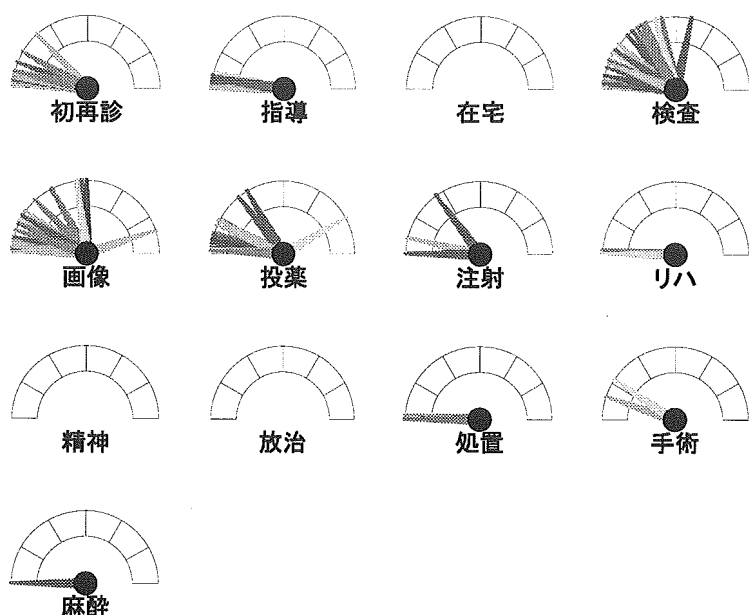 初再診 指導 在宅 検査
画像 投薬 注射 リハ
精神 放治 処置 手術
麻酔